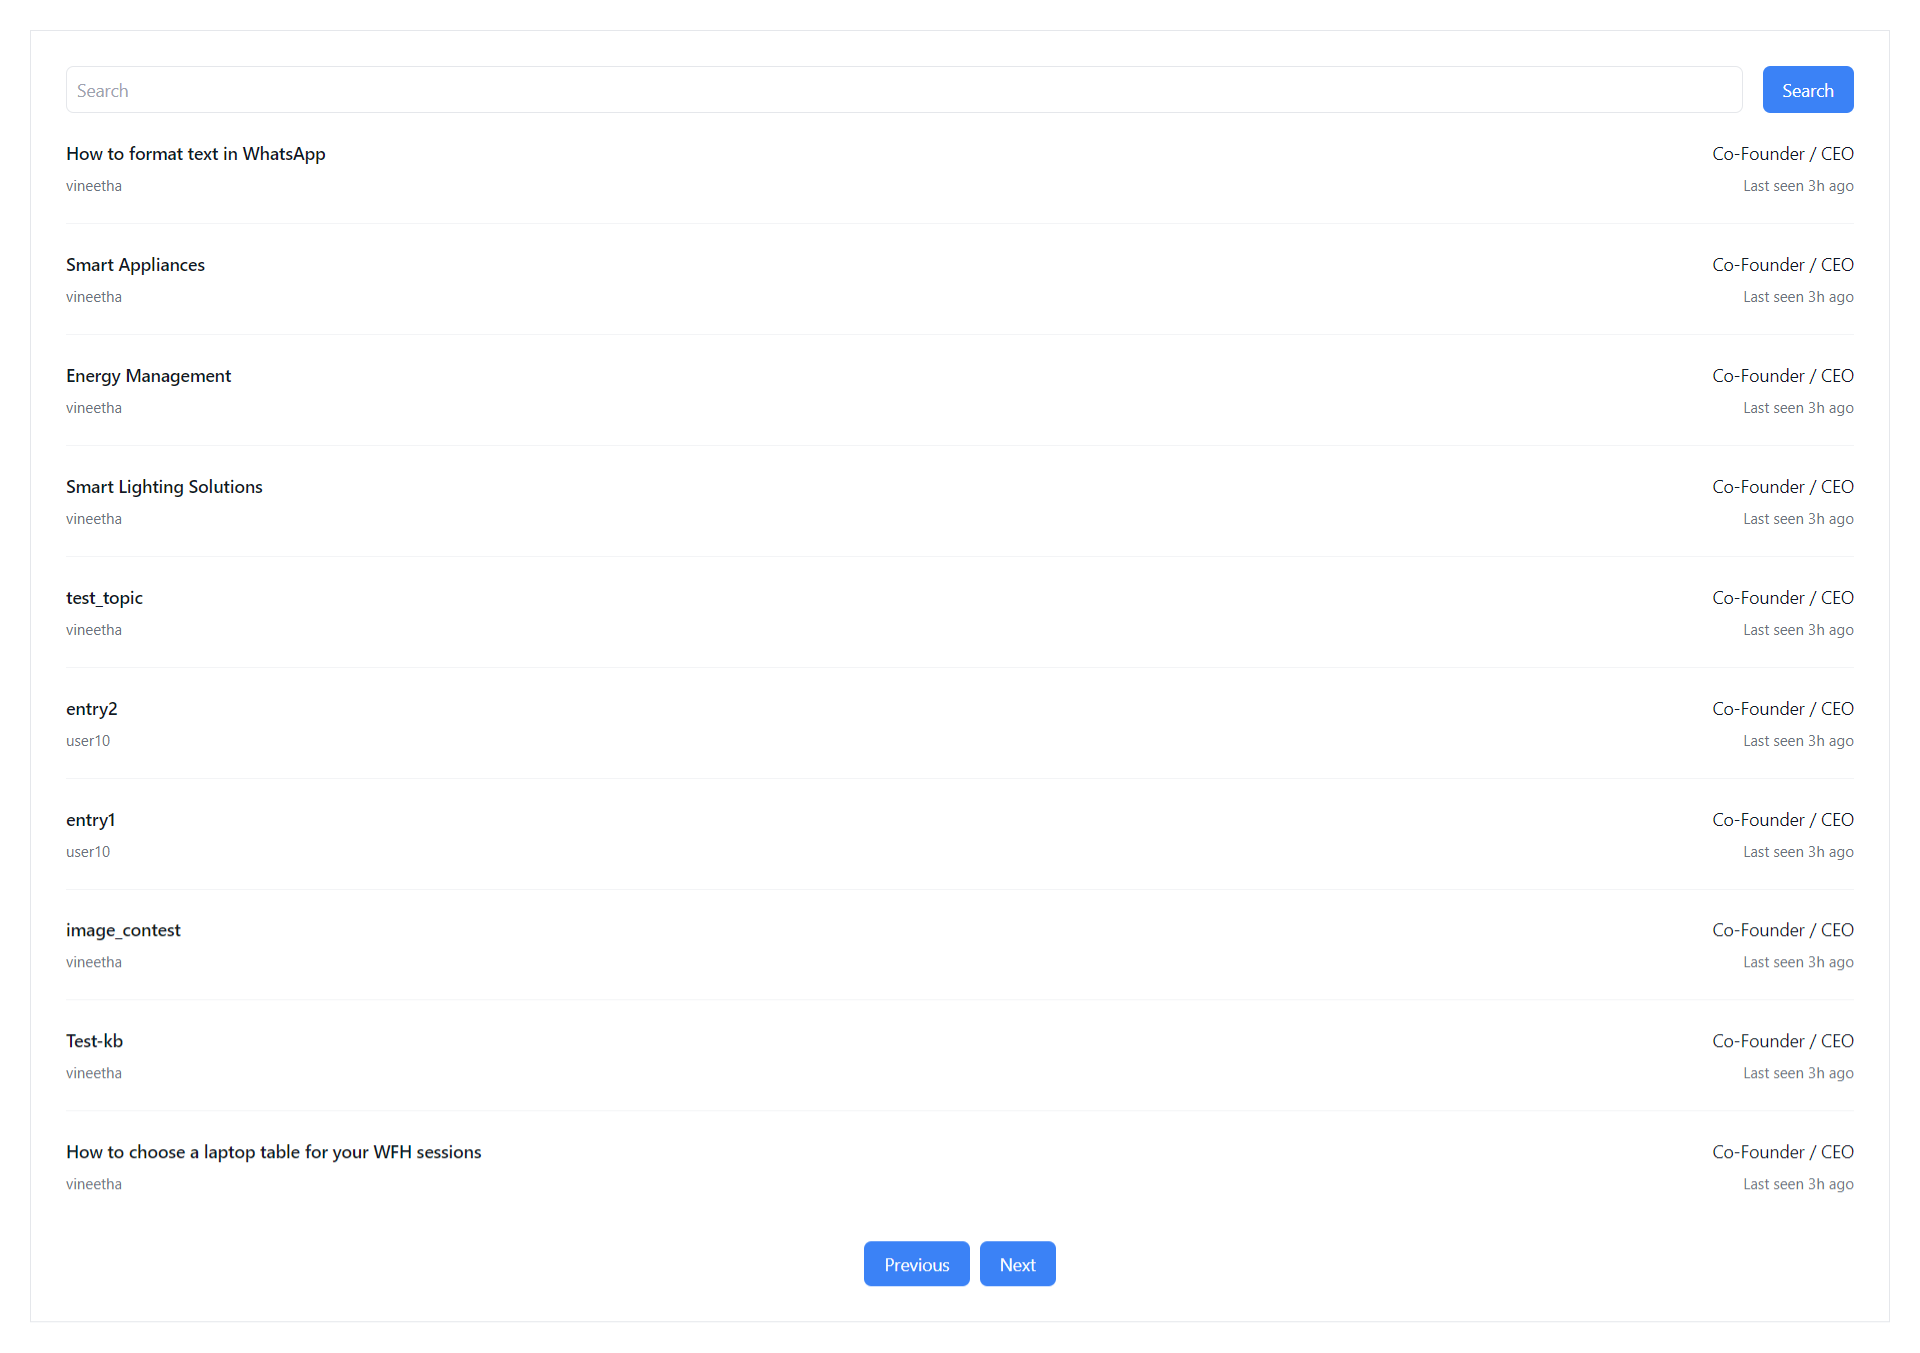 Search
Search
How to format text in WhatsApp
Co-Founder / CEO
vineetha
Last seen 3h ago
Smart Appliances
Co-Founder / CEO
vineetha
Last seen 3h ago
Energy Management
Co-Founder / CEO
vineetha
Last seen 3h ago
Smart Lighting Solutions
Co-Founder / CEO
vineetha
Last seen 3h ago
test_topic
Co-Founder / CEO
vineetha
Last seen 3h ago
entry2
Co-Founder / CEO
user10
Last seen 3h ago
entry1
Co-Founder / CEO
user10
Last seen 3h ago
image_contest
Co-Founder / CEO
vineetha
Last seen 3h ago
Test-kb
Co-Founder / CEO
vineetha
Last seen 3h ago
How to choose a laptop table for your WFH sessions
Co-Founder / CEO
vineetha
Last seen 3h ago
Previous
Next